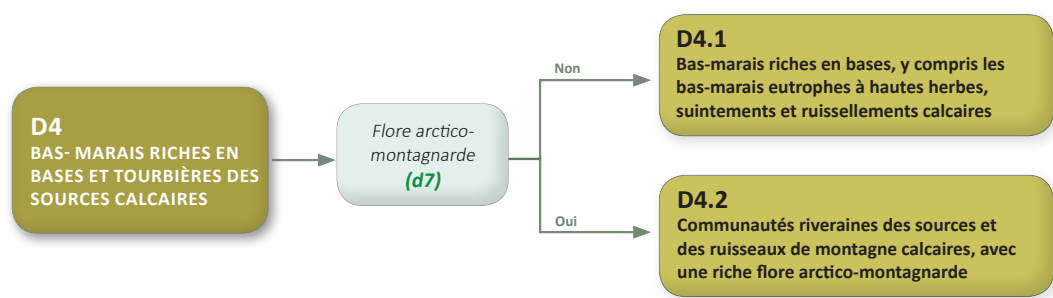 D4
BAS- MARAIS RICHES EN
BASES ET TOURBIÈRES DES
SOURCES CALCAIRES
Flore arctico-
montagnarde
(d7)
Non
D4.1
Bas-marais riches en bases, y compris les
bas-marais eutrophes à hautes herbes,
suintements et ruissellements calcaires
Oui
D4.2
Communautés riveraines des sources et
des ruisseaux de montagne calcaires, avec
une riche flore arctico-montagnarde